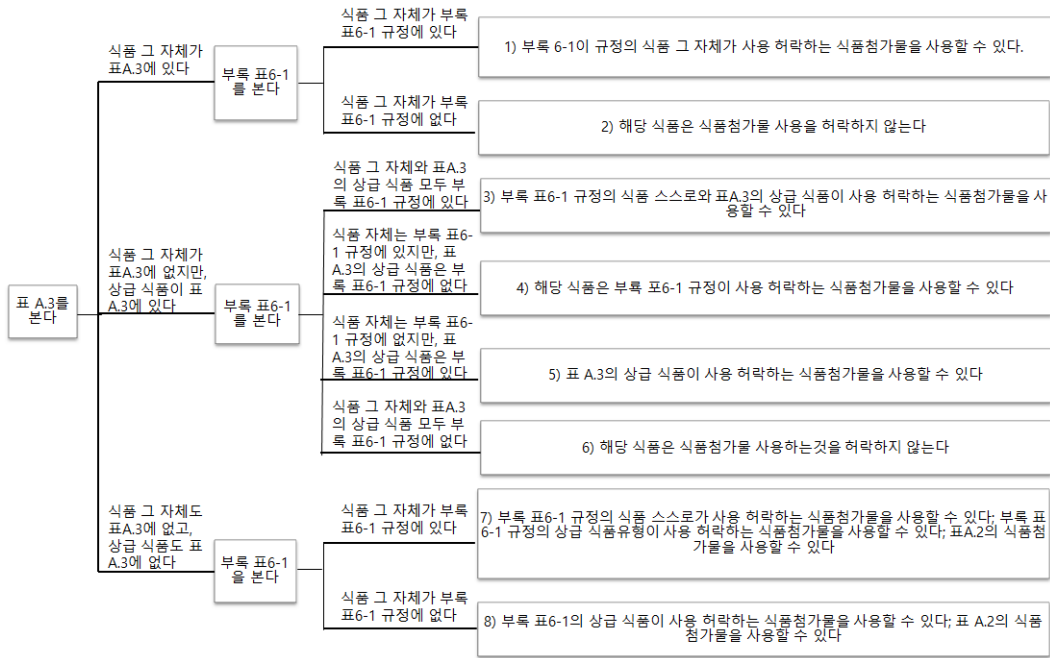 표 A.3를
본다
식품 그 자체가
표A.3에 있다
부록 표6-1
를 본다
식품 그 자체가 부록
표6-1 규정에 있다
1) 부록 6-1이 규정의 식품 그 자체가 사용 허락하는 식품첨가물을 사용할 수 있다.
식품 그 자체가 부록
표6-1 규정에 없다
2) 해당 식품은 식품첨가물 사용을 허락하지 않는다
식품 그 자체가
표A.3에 없지만,
상급 식품이 표
A.3에 있다
부록 표6-1
를 본다
식품 그 자체와 표A.3
의 상급 식품 모두 부
록 표6-1 규정에 있다
3) 부록 표6-1 규정의 식품 스스로와 표A.3의 상급 식품이 사용 허락하는 식품첨가물을 사
용할 수 있다
식품 자체는 부록 표6-
1 규정에 있지만, 표
A.3의 상급 식품은 부
록 표6-1 규정에 없다
4) 해당 식품은 부룍 포6-1 규정이 사용 허락하는 식품첨가물을 사용할 수 있다
식품 자체는 부록 표6-
1 규정에 없지만, 표
A.3의 상급 식품은 부
록 표6-1 규정에 있다
5) 표 A.3의 상급 식품이 사용 허락하는 식품첨가물을 사용할 수 있다
식품 그 자체와 표A.3
의 상급 식품 모두 부
록 표6-1 규정에 없다
6) 해당 식품은 식품첨가물 사용하는것을 허락하지 않는다
식품 그 자체도
표A.3에 없고,
상급 식품도 표
A.3에 없다
부록 표6-1
을 본다
식품 그 자체가 부록
표6-1 규정에 있다
7) 부록 표6-1 규정의 식품 스스로가 사용 허락하는 식품첨가물을 사용할 수 있다; 부록 표
6-1 규정의 상급 식품유형이 사용 허락하는 식품첨가물을 사용할 수 있다; 표A.2의 식품첨
가물을 사용할 수 있다
식품 그 자체가 부록
표6-1 규정에 없다
8) 부록 표6-1의 상급 식품이 사용 허락하는 식품첨가물을 사용할 수 있다; 표 A.2의 식품
첨가물을 사용할 수 있다